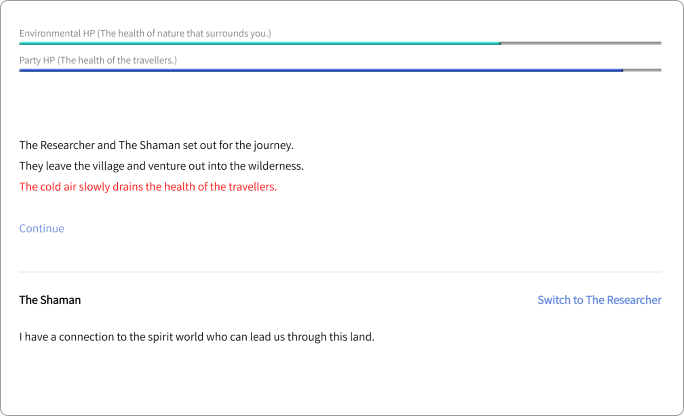 Environmental HP (The health of nature that surrounds you.)
Party HP (The health of the travellers.)
The Researcher and The Shaman set out for the journey.
They leave the village and venture out into the wilderness.
The cold air slowly drains the health of the travellers.
Continue
The Shaman
Switch to The Researcher
I have a connection to the spirit world who can lead us through this land.